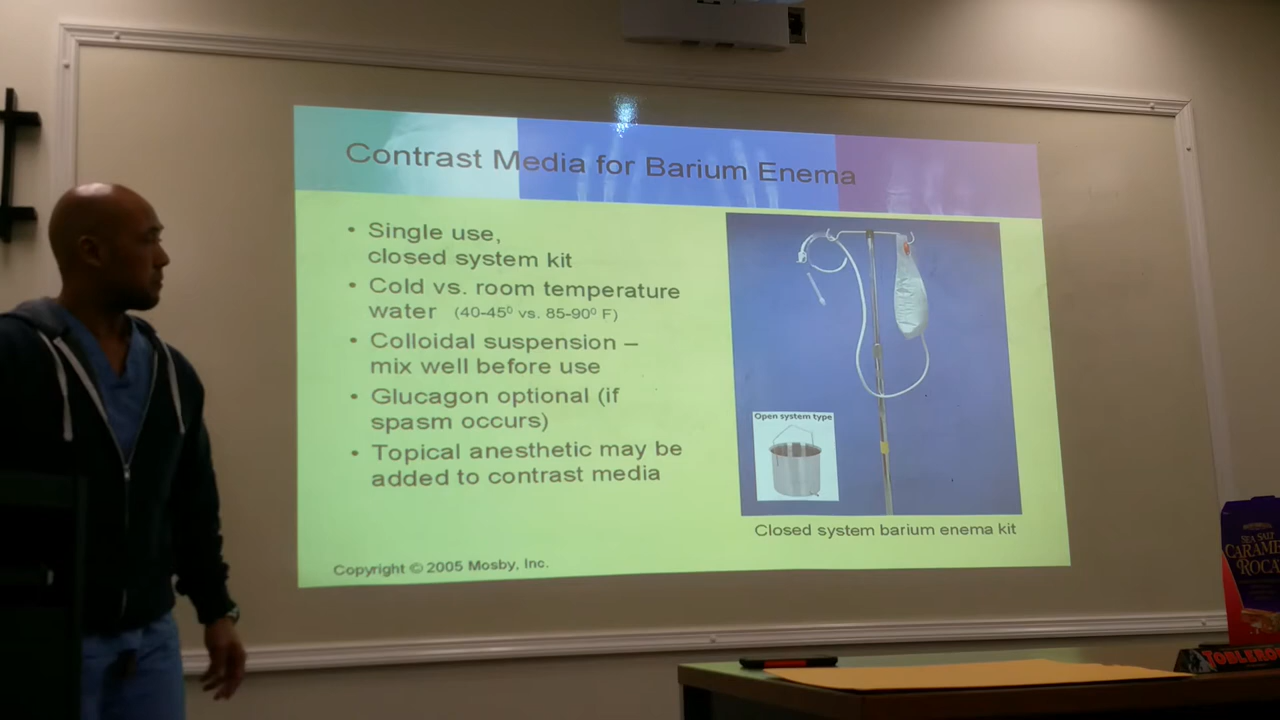 Contrast Media for Barium Enema
• Single use,
closed system kit
• Cold vs. room temperature
water (40-45⁰ vs. 85-90⁰ F)
• Colloidal suspension –
mix well before use
• Glucagon optional (if
spasm occurs)
• Topical anesthetic may be
added to contrast media
Open system type
Closed system barium enema kit
Copyright © 2005 Mosby, Inc.
SEA SALT
CARAME
ROCA
TOBLERO